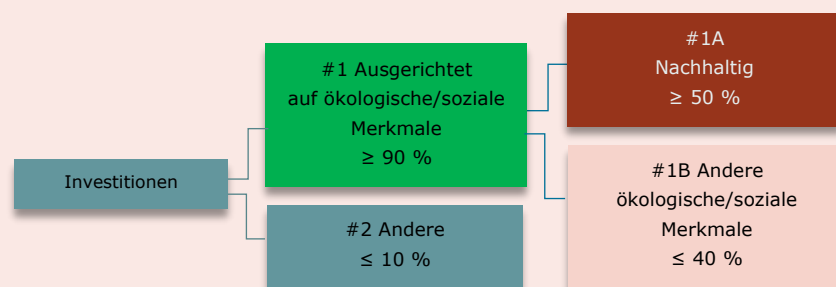 Investitionen
#1 Ausgerichtet
auf ökologische/soziale
Merkmale
≥ 90 %
#2 Andere
≤ 10 %
#1A
Nachhaltig
≥ 50 %
#1B Andere
ökologische/soziale
Merkmale
≤ 40 %